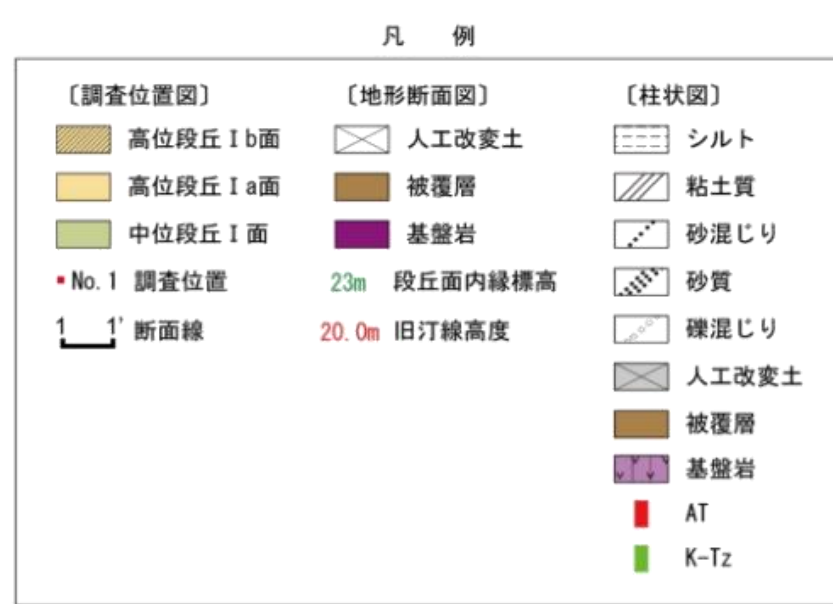 凡 例
〔調査位置図〕
高位段丘Ⅰb面
高位段丘Ⅰa面
中位段丘Ⅰ面
No. 1 調査位置
1 1' 断面線
〔地形断面図〕
人工改変土
被覆層
基盤岩
23m 段丘面内縁標高
20.0m 旧汀線高度
〔柱状図〕
シルト
粘土質
砂混じり
砂質
礫混じり
人工改変土
被覆層
基盤岩
AT
K-Tz